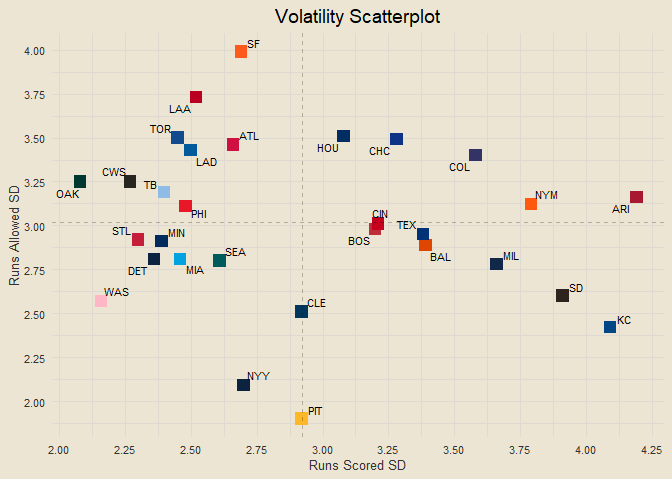 Volatility Scatterplot
SF
4.00
3.75
LAA
TOR
ATL
3.50
HOU
CHC
LAD
COL
CWS
3.25
TB
OAK
NYM
PHI
ARI
CIN
3.00
STL
MIN
BOS
TEX
SEA
BAL
MIL
2.75
DET
MIA
WAS
SD
CLE
KC
2.50
2.25
NYY
2.00
PIT
Runs Allowed SD
2.00 2.25 2.50 2.75 3.00 3.25 3.50 3.75 4.00 4.25
Runs Scored SD